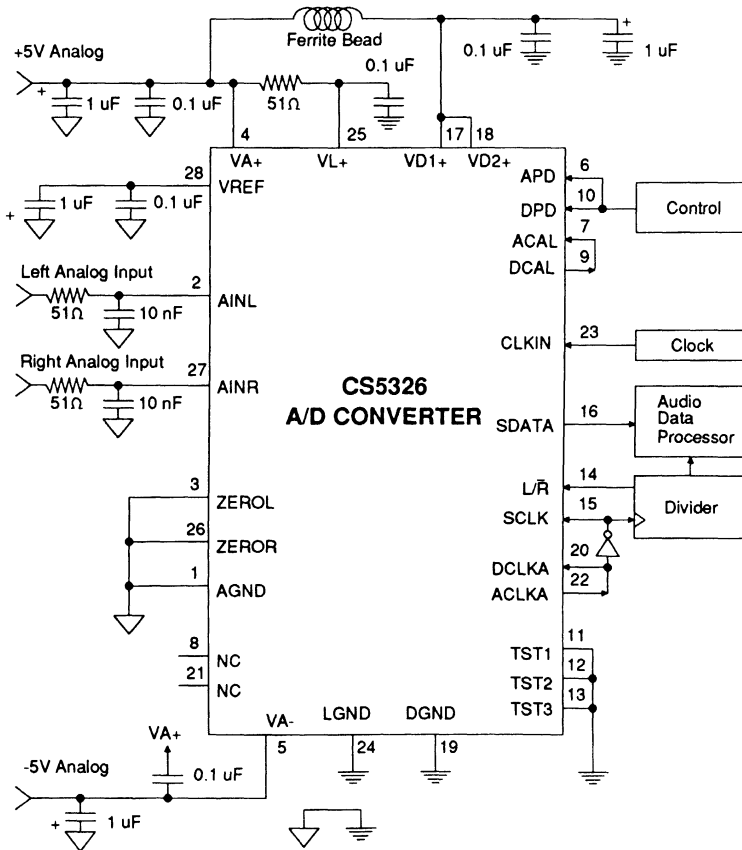 Ferrite Bead
+5V Analog
+
1 uF
0.1 uF
51Ω
0.1 uF
0.1 uF
+
1 uF
4
25
17
18
VA+
VL+
VD1+
VD2+
28
VREF
+
1 uF
0.1 uF
Left Analog Input
51Ω
10 nF
2
AINL
Right Analog Input
51Ω
10 nF
27
AINR
CS5326
A/D CONVERTER
3
ZEROL
26
ZEROR
1
AGND
8
NC
21
NC
6
APD
10
DPD
Control
7
ACAL
9
DCAL
23
CLKIN
Clock
16
SDATA
Audio
Data
Processor
14
L/R̅
15
SCLK
Divider
20
DCLKA
22
ACLKA
11
TST1
12
TST2
13
TST3
VA-
5
LGND
24
DGND
19
VA+
0.1 uF
-5V Analog
+
1 uF